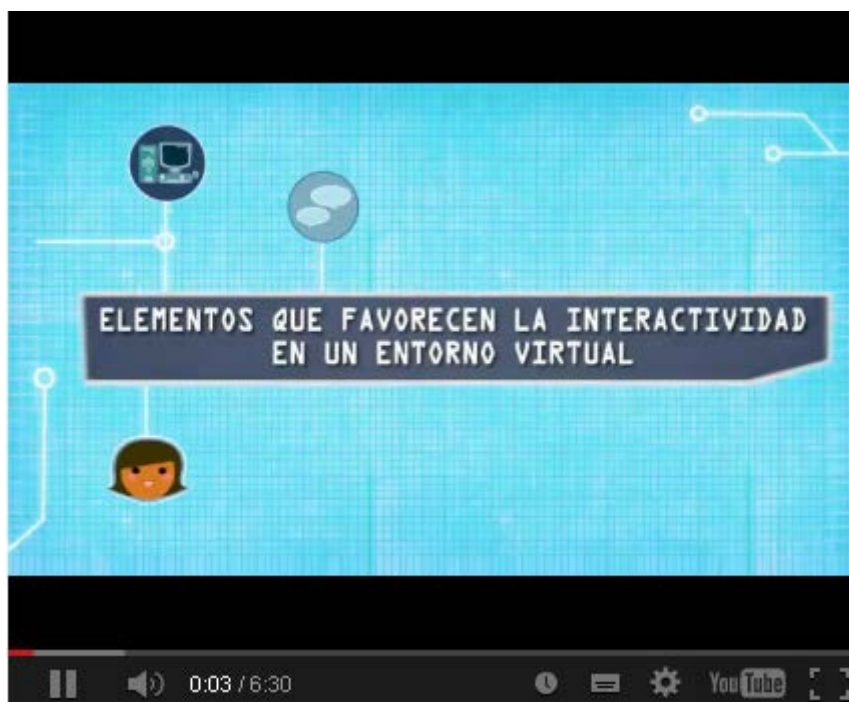 ELEMENTOS QUE FAVORECEN LA INTERACTIVIDAD
EN UN ENTORNO VIRTUAL
0:03 / 6:30
YouTube